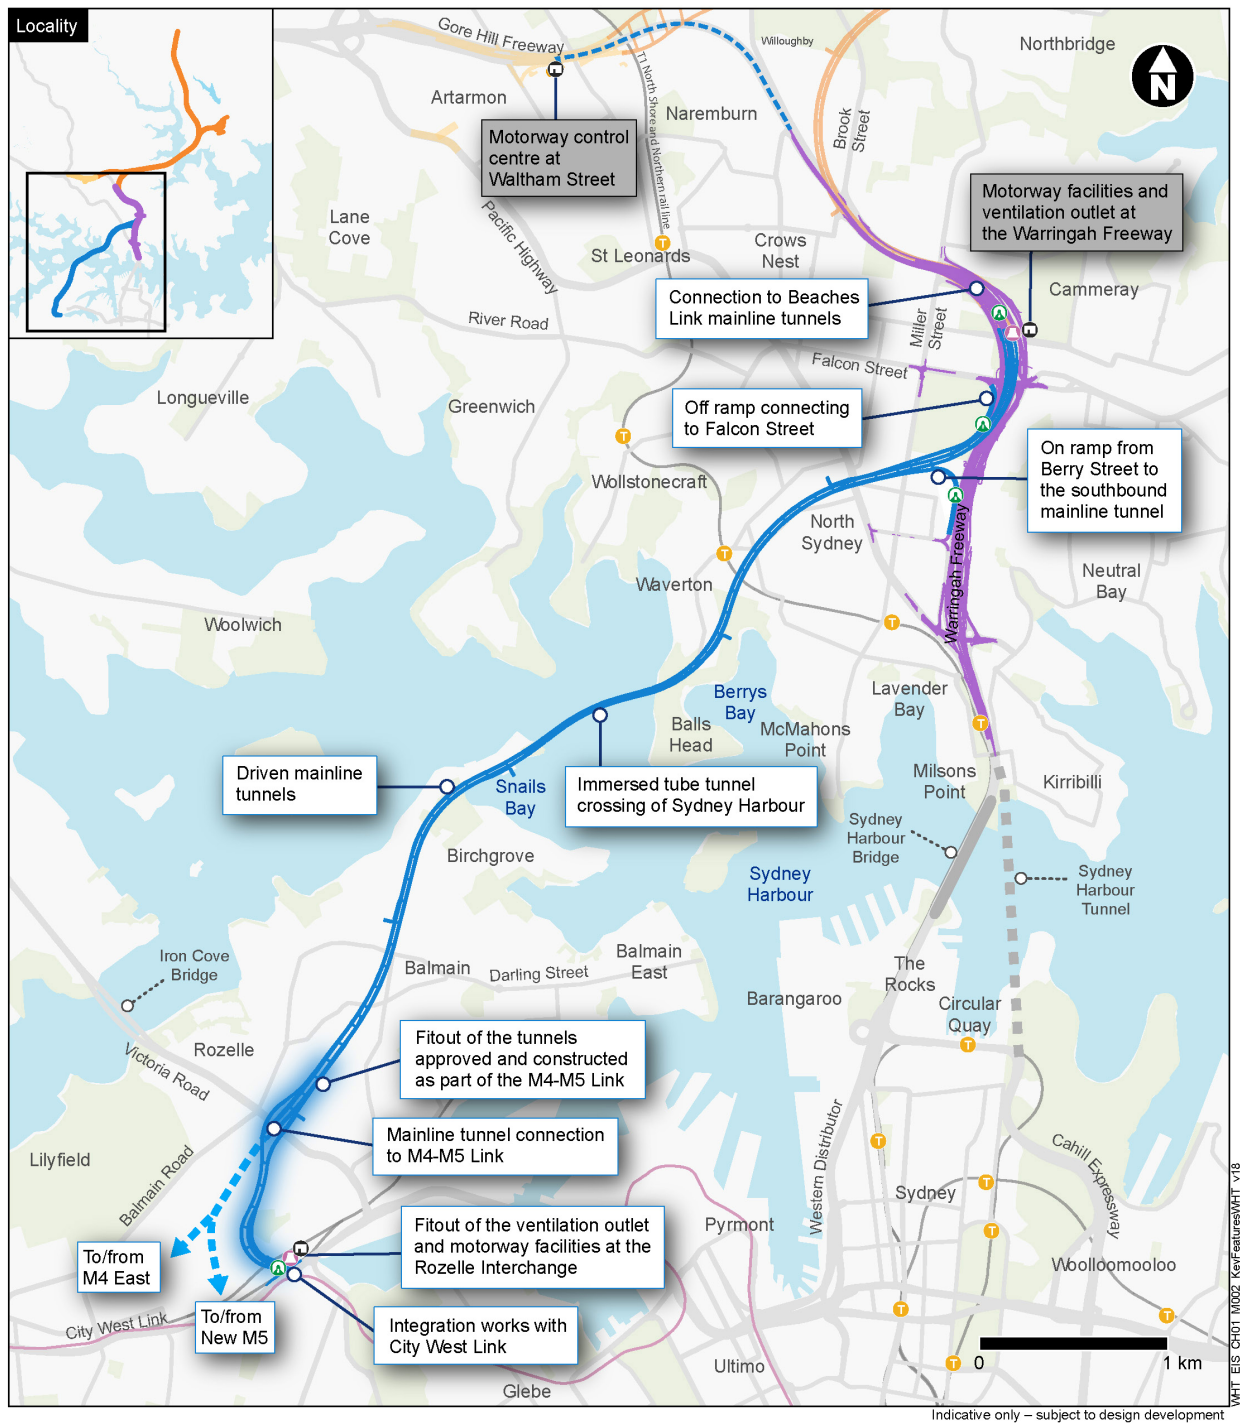 Locality
Gore Hill Freeway
Willoughby
Northbridge
Artarmon
T1 North Shore and Northern rail line
Naremburn
Brook
Street
Motorway control
centre at
Waltham Street
Motorway facilities and
ventilation outlet at
the Warringah Freeway
Lane
Cove
Pacific Highway
St Leonards
Crows
Nest
Connection to Beaches
Link mainline tunnels
Cammeray
River Road
Miller
Street
Falcon Street
Longueville
Greenwich
Off ramp connecting
to Falcon Street
On ramp from
Berry Street to
the southbound
mainline tunnel
Wollstonecraft
North
Sydney
Warringah Freeway
Waverton
Neutral
Bay
Woolwich
Berrys
Bay
Lavender
Bay
Balls
Head
McMahons
Point
Driven mainline
tunnels
Snails
Bay
Immersed tube tunnel
crossing of Sydney Harbour
Milsons
Point
Kirribilli
Sydney
Harbour
Bridge
Birchgrove
Sydney
Harbour
Sydney
Harbour
Tunnel
Iron Cove
Bridge
Balmain
Darling Street
Balmain
East
The
Rocks
Barangaroo
Circular
Quay
Victoria Road
Rozelle
Fitout of the tunnels
approved and constructed
as part of the M4-M5 Link
Mainline tunnel connection
to M4-M5 Link
Lilyfield
Balmain Road
Western Distributor
Cahill Expressway
Sydney
Fitout of the ventilation outlet
and motorway facilities at the
Rozelle Interchange
Pyrmont
To/from
M4 East
Woolloomooloo
To/from
New M5
City West Link
Integration works with
City West Link
Ultimo
Glebe
0 1 km
N
T
T
T
T
T
T
T
T
T
T
T
T
WHT_EIS_CH01_M002_KeyFeaturesWHT_v18
Indicative only – subject to design development